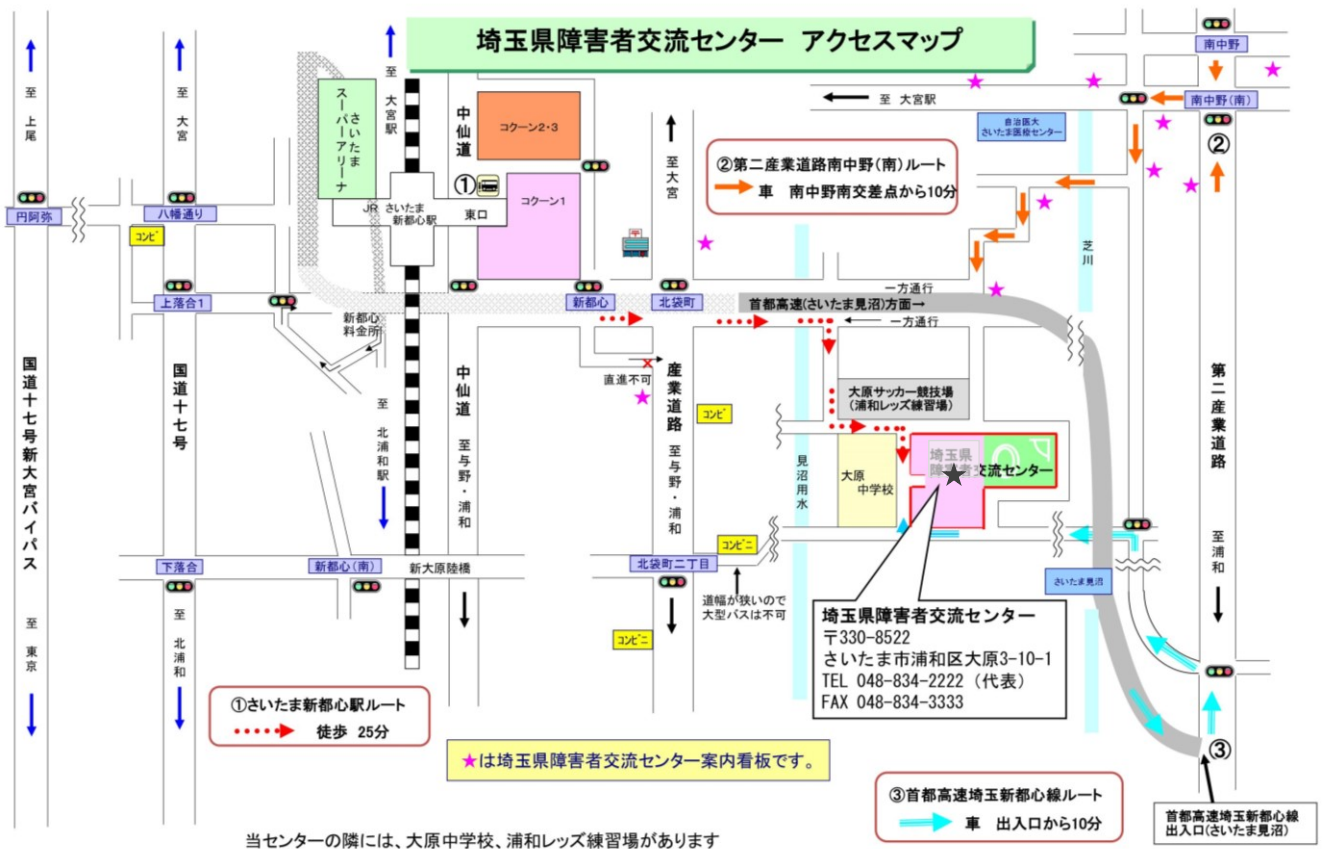 埼玉県障害者交流センター アクセスマップ
至 上尾
至 大宮
さいたま
スーパーアリーナ
至 大宮駅
中仙道
コクーン2・3
①
コクーン1
JR さいたま
新都心駅
東口
至大宮
②第二産業道路南中野(南)ルート
車 南中野南交差点から10分
至 大宮駅
自治医大
さいたま医療センター
南中野
南中野(南)
②
円阿弥
八幡通り
コンビ
上落合1
新都心
料金所
新都心
北袋町
首都高速(さいたま見沼)方面→
一方通行
一方通行
芝川
直進不可
大原サッカー競技場
(浦和レッズ練習場)
コンビ
国道十七号新大宮バイパス
国道十七号
至 北浦和駅
中仙道
至与野・浦和
産業道路
至与野・浦和
見沼用水
大原
中学校
埼玉県
障害者交流センター
第二産業道路
至浦和
下落合
新都心(南)
新大原陸橋
北袋町二丁目
コンビニ
コンビニ
道幅が狭いので
大型バスは不可
さいたま見沼
埼玉県障害者交流センター
〒330-8522
さいたま市浦和区大原3-10-1
TEL 048-834-2222 (代表)
FAX 048-834-3333
至 東京
至 北浦和
①さいたま新都心駅ルート
徒歩 25分
★は埼玉県障害者交流センター案内看板です。
③
③首都高速埼玉新都心線ルート
車 出入口から10分
首都高速埼玉新都心線
出入口(さいたま見沼)
当センターの隣には、大原中学校、浦和レッズ練習場があります